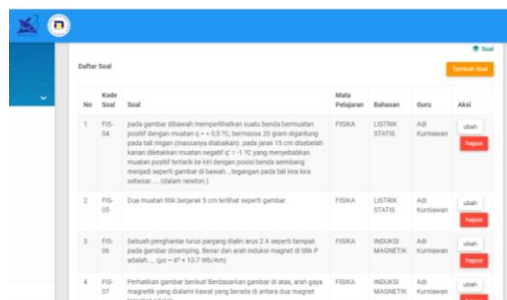 Soal
Daftar Soal
Tambah Soal
No Kode Soal Soal Mata Pelajaran Bahasan Guru Aksi
1 FIS-04 pada gambar dibawah memperlihatkan suatu benda bermuatan FISIKA LISTRIK STATIS Adi Kurniawan ubah hapus
positif dengan muatan q = + 0,5 ?C, bermassa 20 gram digantung
pada tali ringan (massanya diabaikan). pada jarak 15 cm disebelah
kanan diletakkan muatan negatif q' = -1 ?C yang menyebabkan
muatan positif tertarik ke kiri dengan posisi benda seimbang
menjadi seperti gambar di bawah. , tegangan pada tali kira kira
sebesar.... (dalam newton )
2 FIS-05 Dua muatan titik berjarak 5 cm terlihat seperti gambar. FISIKA LISTRIK STATIS Adi Kurniawan ubah hapus
3 FIS-06 Sebuah penghantar lurus panjang dialiri arus 2 A seperti tampak FISIKA INDUKSI MAGNETIK Adi Kurniawan ubah hapus
pada gambar disamping. Besar dan arah induksi magnet di titik P
adalah.... (μo = 4? × 10-7 Wb/Am)
4 FIS-07 Perhatikan gambar berikut! Berdasarkan gambar di atas, arah gaya FISIKA INDUKSI MAGNETIK Adi Kurniawan ubah
magnetik yang dialami kawat yang berada di antara dua magnet